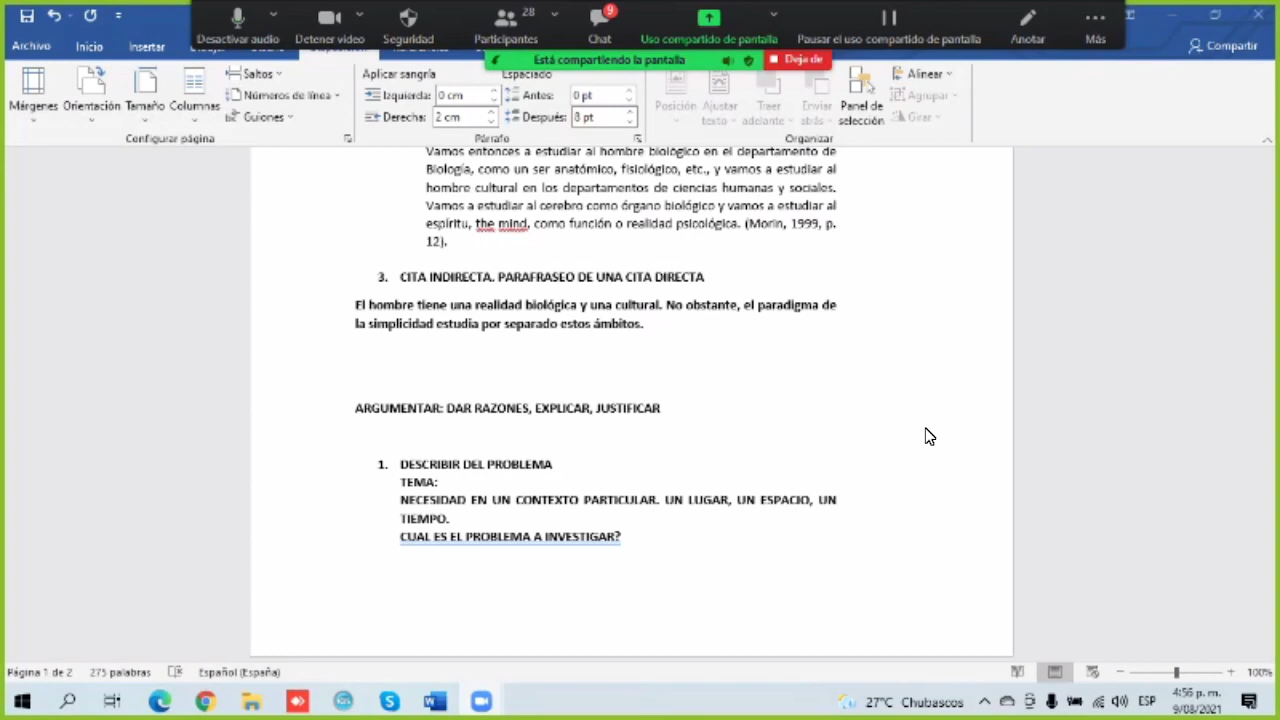 28
9
Desactivar audio
Detener video
Seguridad
Participantes
Chat
Uso compartido de pantalla
Pausar el uso compartido de pantalla
Anotar
Más
Está compartiendo la pantalla
Deja de
Archivo
Inicio
Insertar
Compartir
Márgenes
Orientación
Tamaño
Columnas
Saltos
Números de línea
Guiones
Configurar página
Aplicar sangría
Izquierda: 0 cm
Derecha: 2 cm
Espaciado
Antes: 0 pt
Después: 8 pt
Párrafo
Posición
Ajustar texto
Traer adelante
Enviar atrás
Panel de selección
Alinear
Agrupar
Girar
Organizar
Vamos entonces a estudiar al hombre biológico en el departamento de
Biología, como un ser anatómico, fisiológico, etc., y vamos a estudiar al
hombre cultural en los departamentos de ciencias humanas y sociales.
Vamos a estudiar al cerebro como órgano biológico y vamos a estudiar al
espíritu, the mind, como función o realidad psicológica. (Morin, 1999, p.
12).
3. CITA INDIRECTA. PARAFRASEO DE UNA CITA DIRECTA
El hombre tiene una realidad biológica y una cultural. No obstante, el paradigma de
la simplicidad estudia por separado estos ámbitos.
ARGUMENTAR: DAR RAZONES, EXPLICAR, JUSTIFICAR
1. DESCRIBIR DEL PROBLEMA
TEMA:
NECESIDAD EN UN CONTEXTO PARTICULAR. UN LUGAR, UN ESPACIO, UN
TIEMPO.
CUAL ES EL PROBLEMA A INVESTIGAR?
Página 1 de 2
275 palabras
Español (España)
100%
27°C Chubascos
ESP
4:56 p. m.
9/08/2021